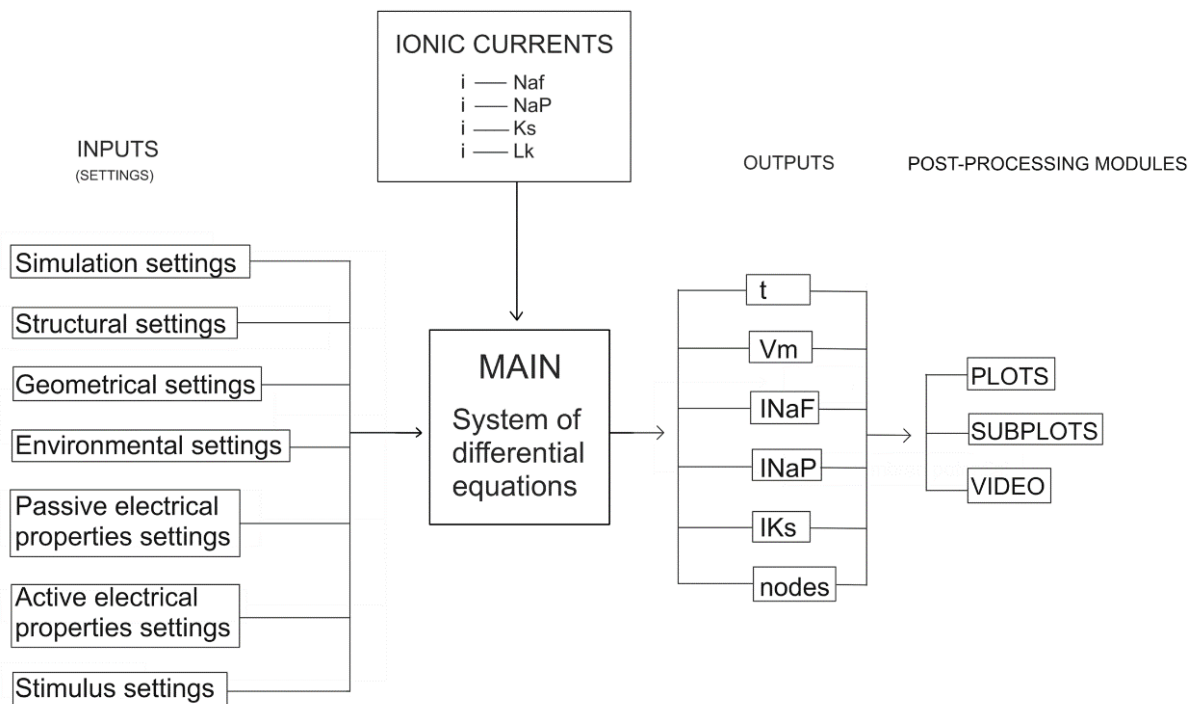 IONIC CURRENTS
i — Naf
i — NaP
i — Ks
i — Lk
INPUTS
(SETTINGS)
OUTPUTS
POST-PROCESSING MODULES
Simulation settings
Structural settings
Geometrical settings
Environmental settings
Passive electrical
properties settings
Active electrical
properties settings
Stimulus settings
MAIN
System of
differential
equations
t
Vm
INaF
INaP
IKs
nodes
PLOTS
SUBPLOTS
VIDEO